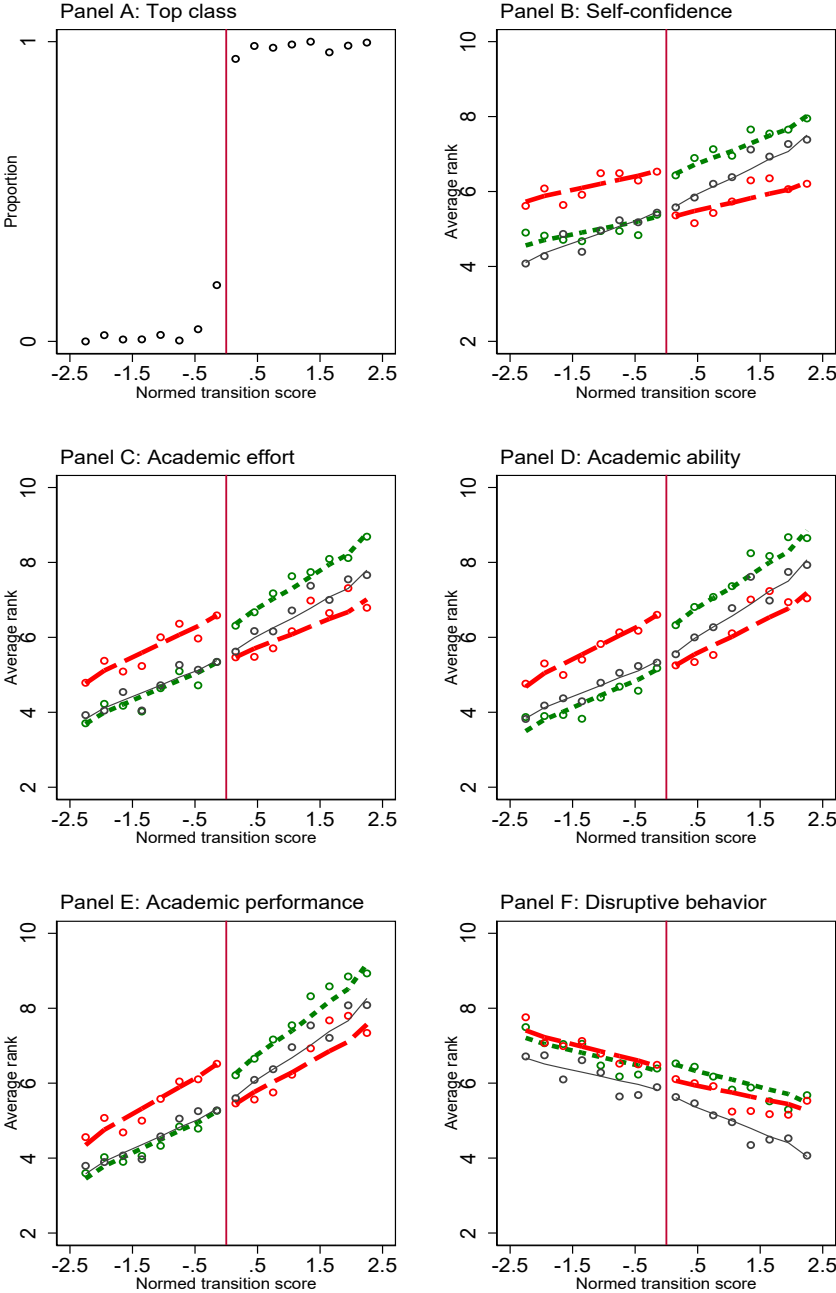 Panel A: Top class
Proportion
1
0
-2.5 -1.5 .5 1.5 2.5
Normed transition score
Panel B: Self-confidence
Average rank
10
8
6
4
2
-2.5 -1.5 .5 1.5 2.5
Normed transition score
Panel C: Academic effort
Average rank
10
8
6
4
2
-2.5 -1.5 .5 1.5 2.5
Normed transition score
Panel D: Academic ability
Average rank
10
8
6
4
2
-2.5 -1.5 .5 1.5 2.5
Normed transition score
Panel E: Academic performance
Average rank
10
8
6
4
2
-2.5 -1.5 .5 1.5 2.5
Normed transition score
Panel F: Disruptive behavior
Average rank
10
8
6
4
2
-2.5 -1.5 .5 1.5 2.5
Normed transition score